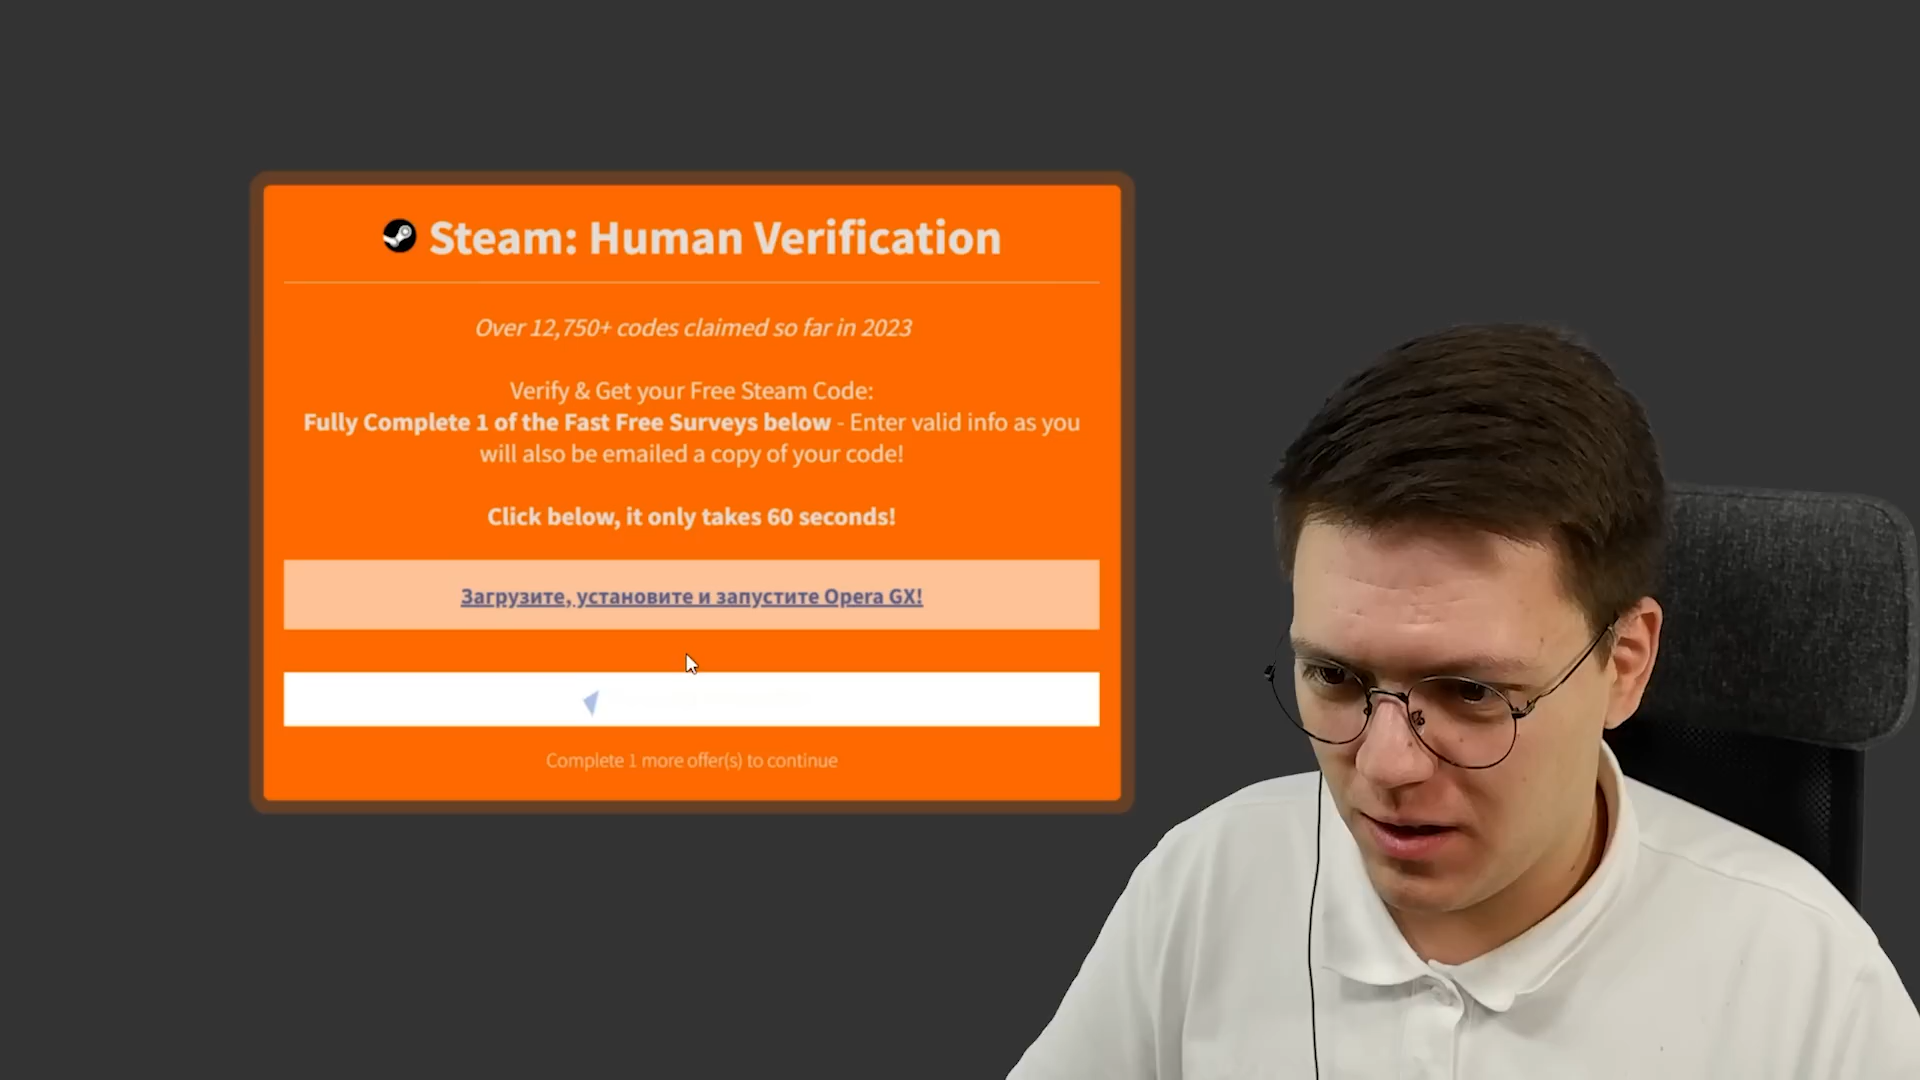 Steam: Human Verification
Over 12,750+ codes claimed so far in 2023
Verify & Get your Free Steam Code:
Fully Complete 1 of the Fast Free Surveys below - Enter valid info as you
will also be emailed a copy of your code!
Click below, it only takes 60 seconds!
Загрузите, установите и запустите Opera GX!
Complete 1 more offer(s) to continue